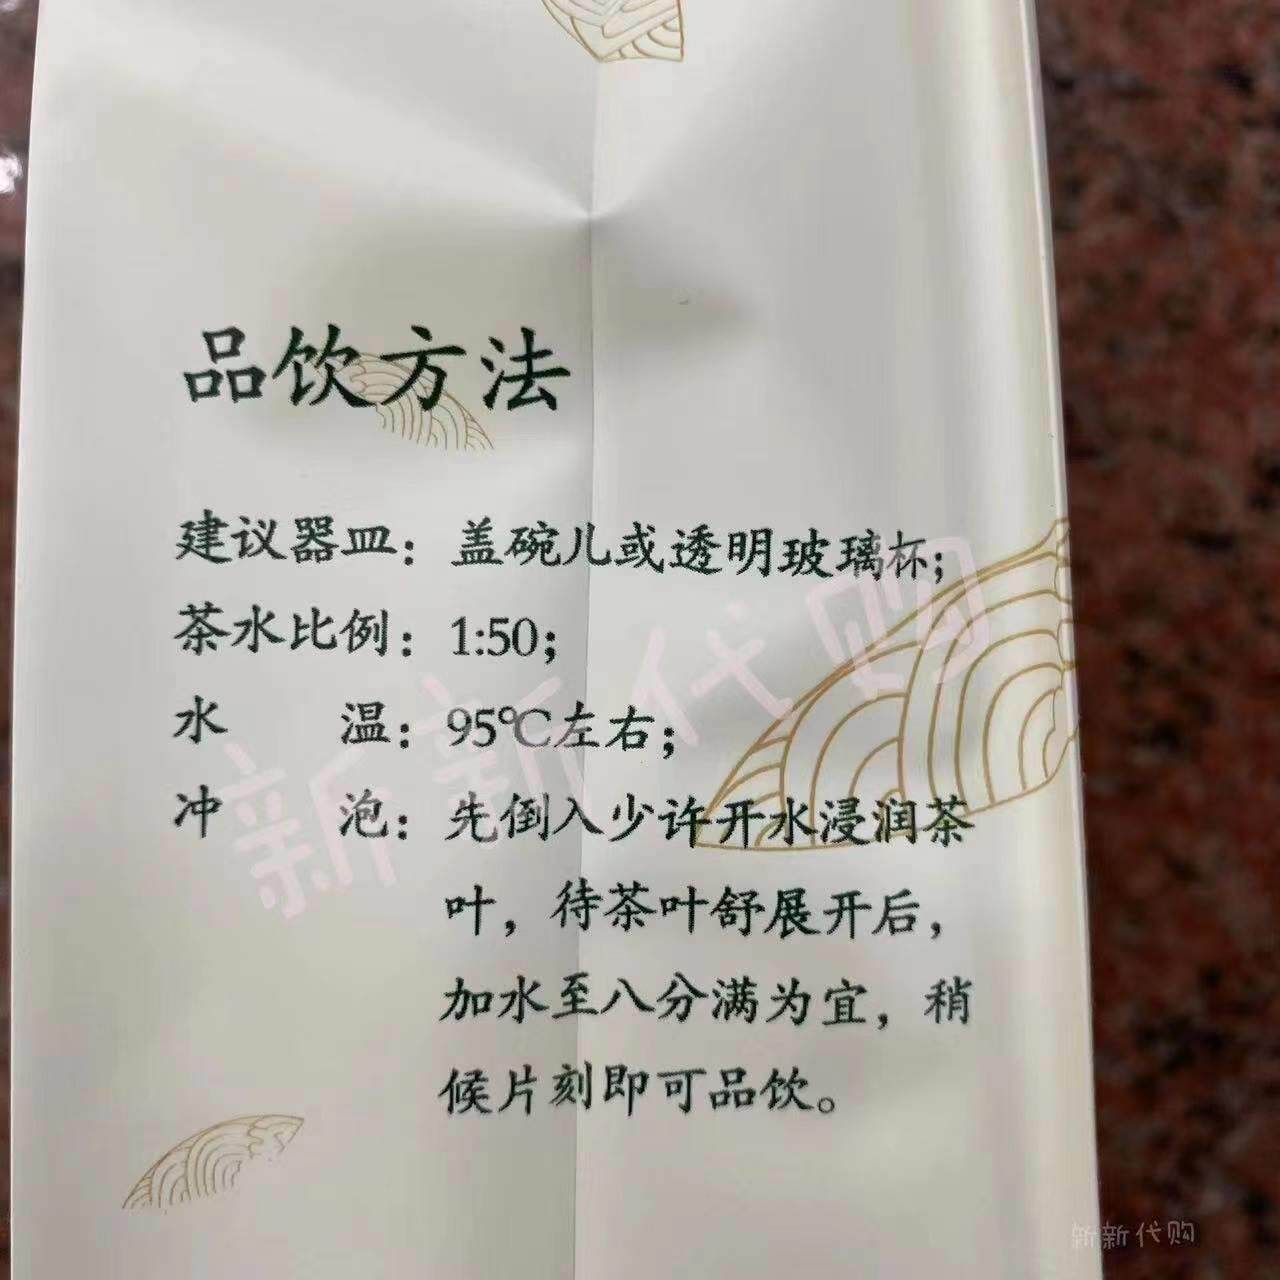 品饮方法
建议器皿：盖碗儿或透明玻璃杯；
茶水比例：1:50；
水 温：95℃左右；
冲 泡：先倒入少许开水浸润茶
叶，待茶叶舒展开后，
加水至八分满为宜，稍
候片刻即可品饮。
新新代购
新新代购